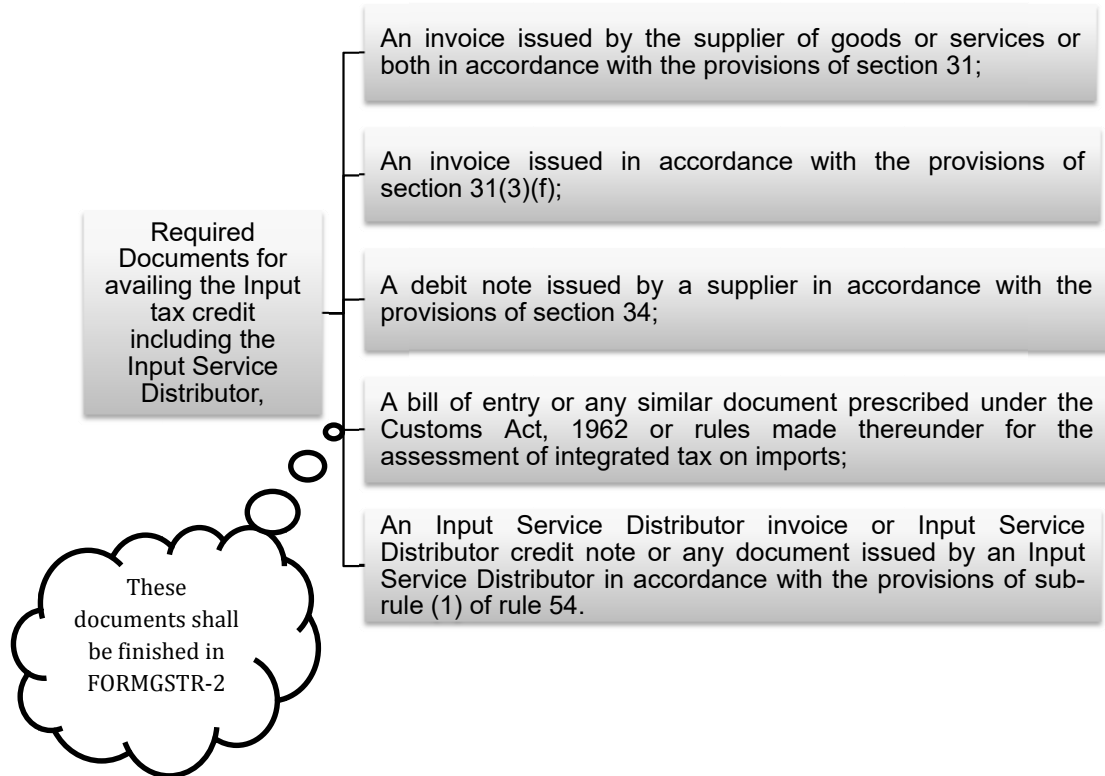 Required
Documents for
availing the Input
tax credit
including the
Input Service
Distributor,
An invoice issued by the supplier of goods or services or
both in accordance with the provisions of section 31;
An invoice issued in accordance with the provisions of
section 31(3)(f);
A debit note issued by a supplier in accordance with the
provisions of section 34;
A bill of entry or any similar document prescribed under the
Customs Act, 1962 or rules made thereunder for the
assessment of integrated tax on imports;
An Input Service Distributor invoice or Input Service
Distributor credit note or any document issued by an Input
Service Distributor in accordance with the provisions of sub-
rule (1) of rule 54.
These
documents shall
be finished in
FORMGSTR-2